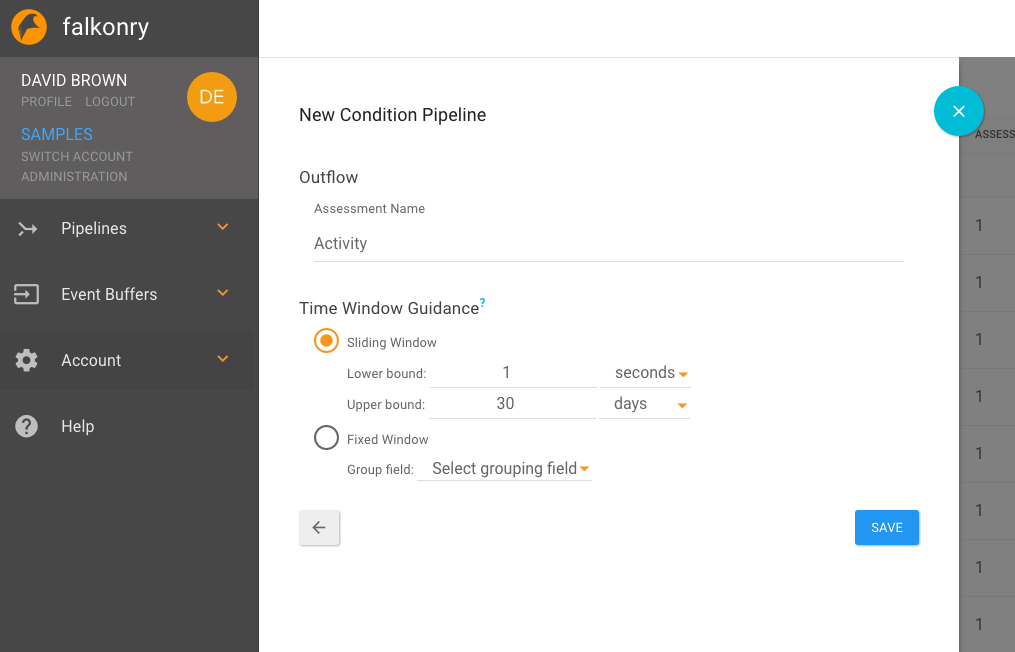 falkonry
DAVID BROWN
PROFILE LOGOUT
DE
SAMPLES
SWITCH ACCOUNT
ADMINISTRATION
Pipelines
Event Buffers
Account
? Help
New Condition Pipeline
Outflow
Assessment Name
Activity
Time Window Guidance?
Sliding Window
Lower bound: 1 seconds
Upper bound: 30 days
Fixed Window
Group field: Select grouping field
SAVE
ASSESS
1
1
1
1
1
1
1
1